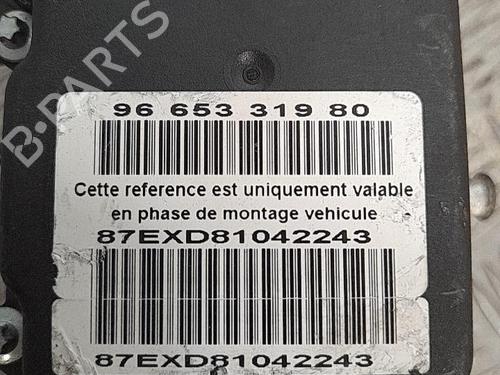 96 653 319 80
Cette reference est uniquement valable
en phase de montage vehicule
87EXD81042243
87EXD81042243
B-PARTS